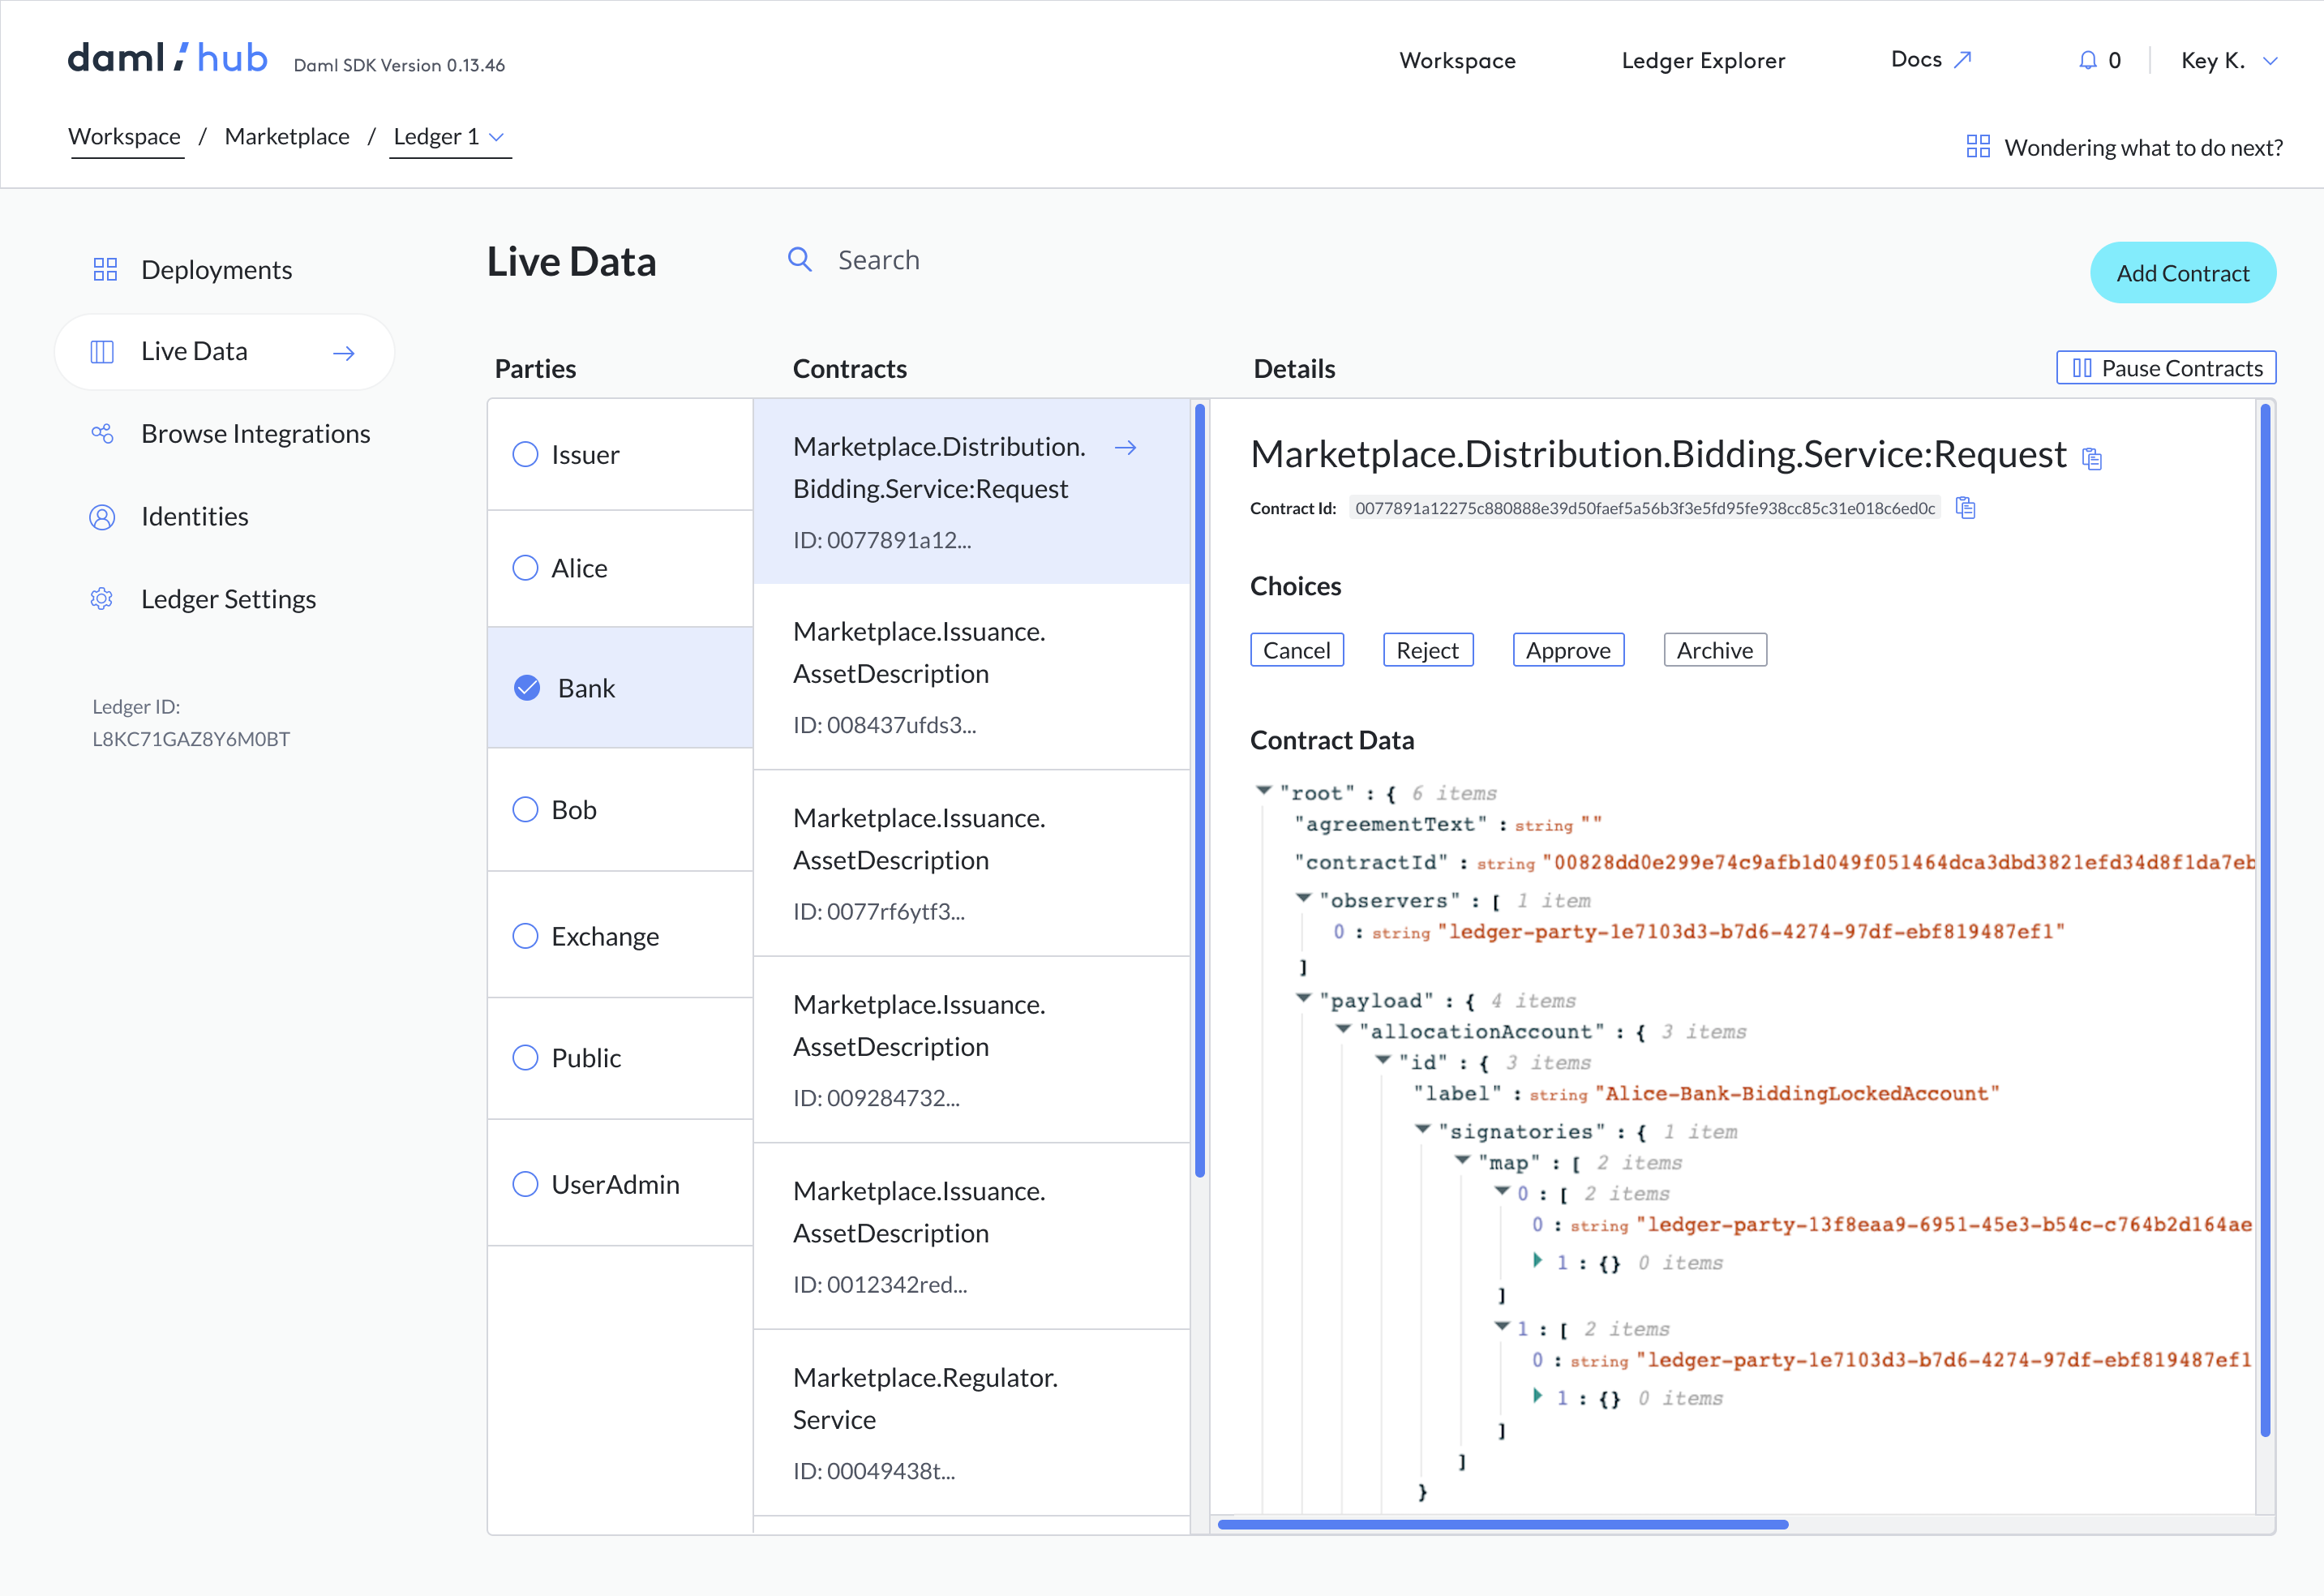 daml hub Daml SDK Version 0.13.46
Workspace
Ledger Explorer
Docs
0
Key K.
Workspace / Marketplace / Ledger 1
Wondering what to do next?
Deployments
Live Data
Browse Integrations
Identities
Ledger Settings
Ledger ID:
L8KC71GAZ8Y6M0BT
Live Data
Search
Add Contract
Parties
Issuer
Alice
Bank
Bob
Exchange
Public
UserAdmin
Contracts
Marketplace.Distribution.
Bidding.Service:Request
ID: 0077891a12...
Marketplace.Issuance.
AssetDescription
ID: 008437ufds3...
Marketplace.Issuance.
AssetDescription
ID: 0077rf6ytf3...
Marketplace.Issuance.
AssetDescription
ID: 009284732...
Marketplace.Issuance.
AssetDescription
ID: 0012342red...
Marketplace.Regulator.
Service
ID: 00049438t...
Details
Pause Contracts
Marketplace.Distribution.Bidding.Service:Request
Contract Id: 0077891a12275c880888e39d50faef5a56b3f3e5fd95fe938cc85c31e018c6ed0c
Choices
Cancel
Reject
Approve
Archive
Contract Data
"root" : { 6 items
"agreementText" : string ""
"contractId" : string "00828dd0e299e74c9afb1d049f051464dca3dbd3821efd34d8f1da7eb
"observers" : [ 1 item
0 : string "ledger-party-1e7103d3-b7d6-4274-97df-ebf819487ef1"
]
"payload" : { 4 items
"allocationAccount" : { 3 items
"id" : { 3 items
"label" : string "Alice-Bank-BiddingLockedAccount"
"signatories" : { 1 item
"map" : [ 2 items
0 : [ 2 items
0 : string "ledger-party-13f8eaa9-6951-45e3-b54c-c764b2d164ae
1 : {} 0 items
]
1 : [ 2 items
0 : string "ledger-party-1e7103d3-b7d6-4274-97df-ebf819487ef1
1 : {} 0 items
]
]
}